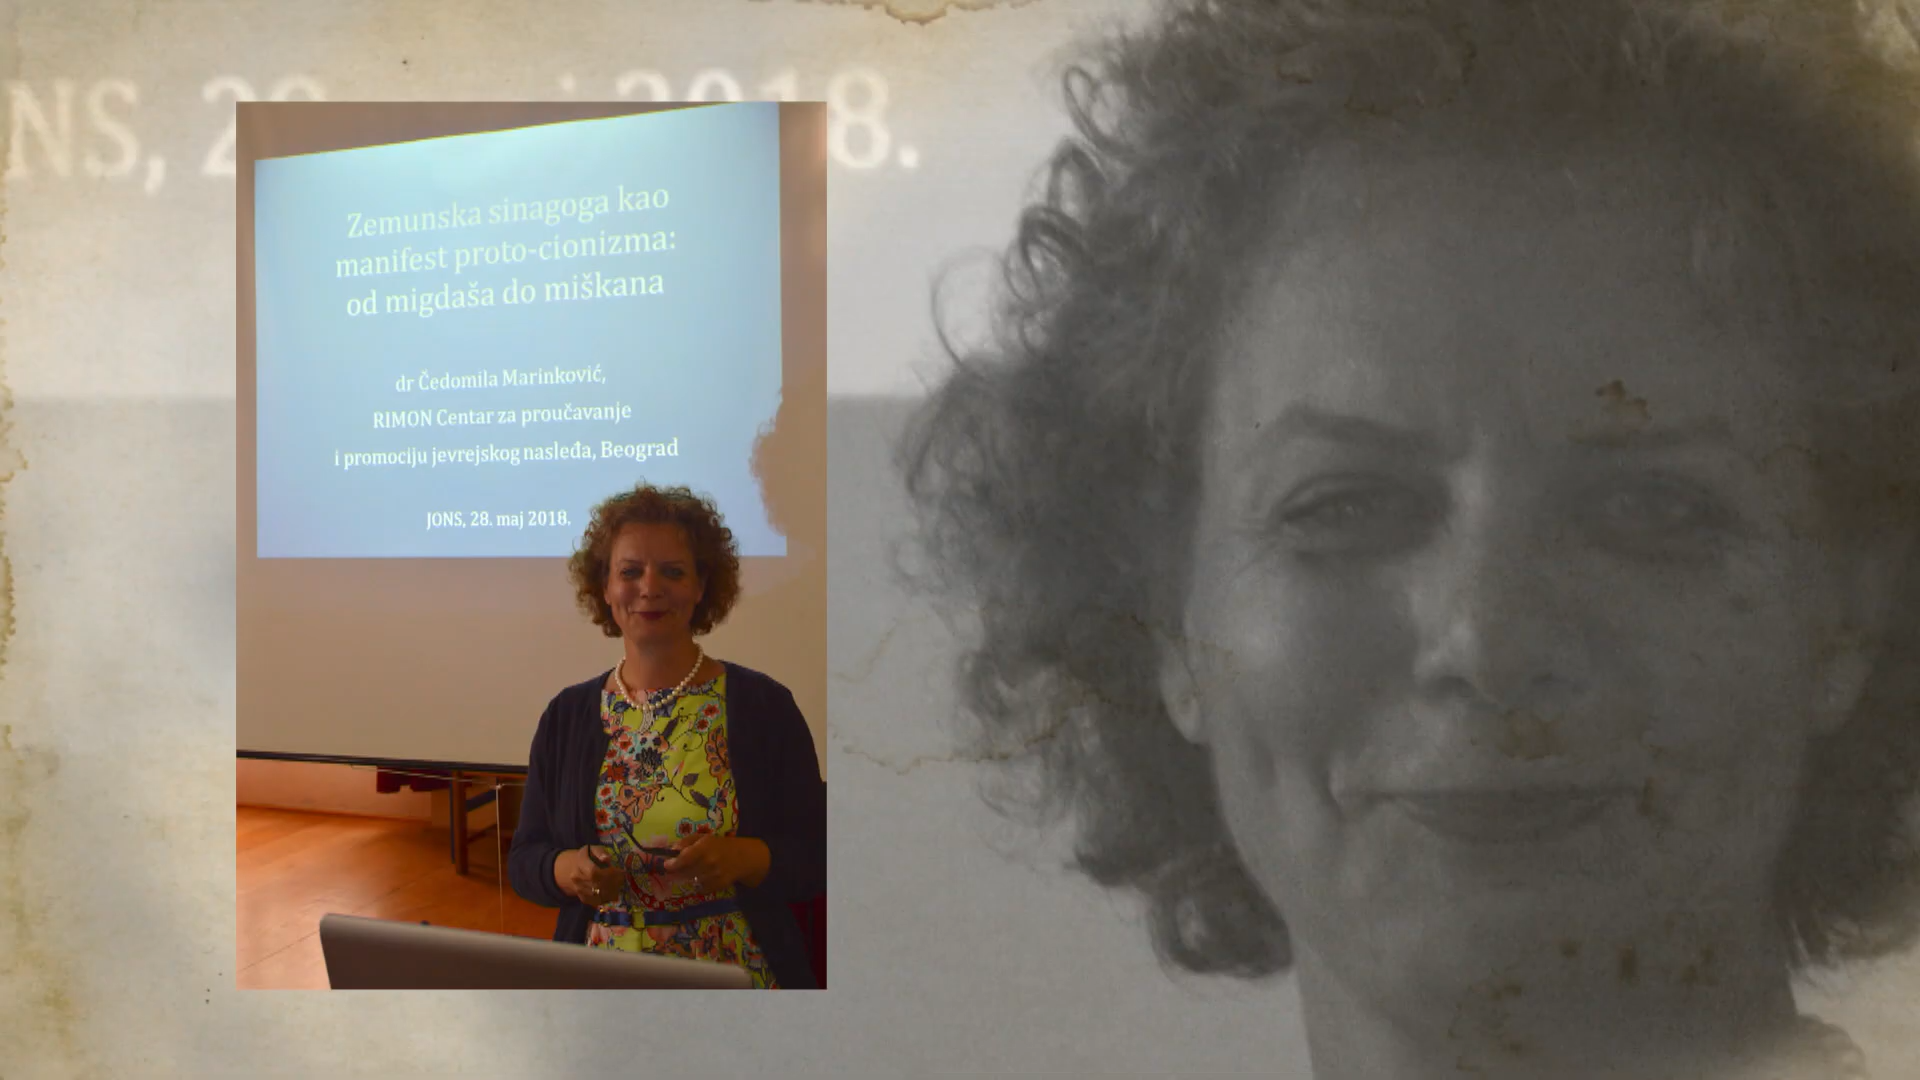 NS, 2 8.
Zemunska sinagoga kao
manifest proto-cionizma:
od migdaša do miškana
dr Čedomila Marinković,
RIMON Centar za proučavanje
i promociju jevrejskog nasleđa, Beograd
JONS, 28. maj 2018.